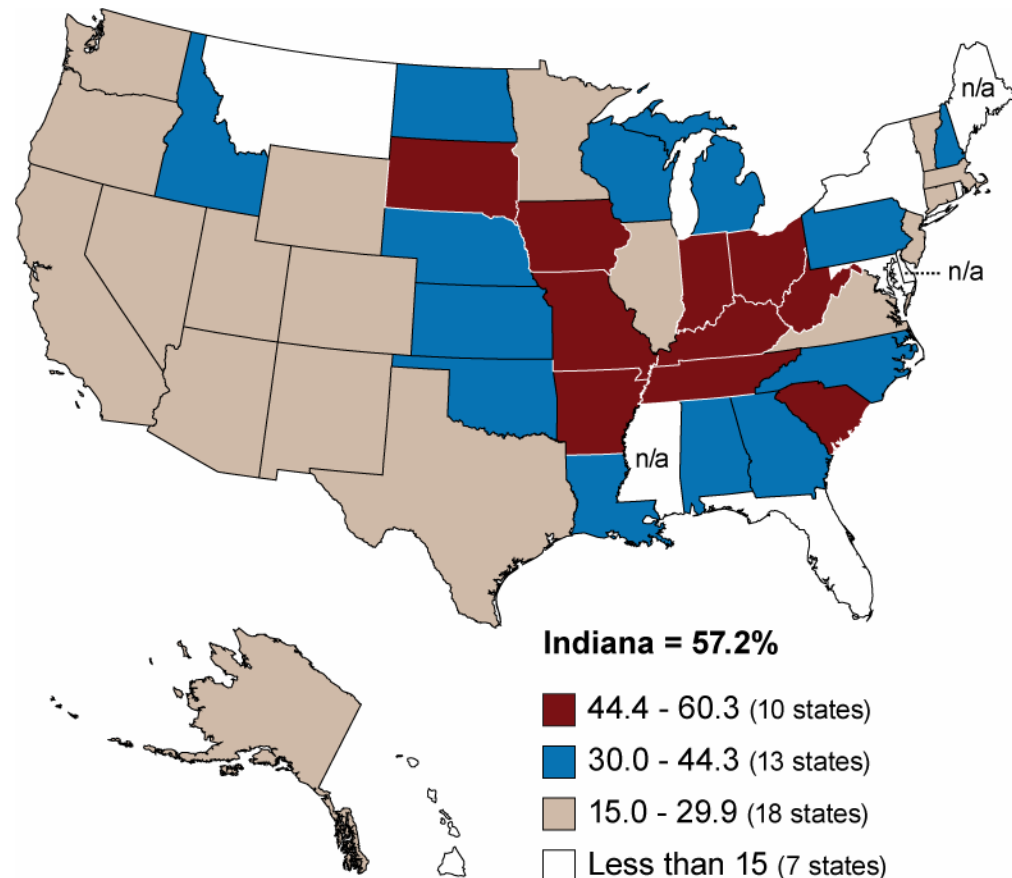 n/a
n/a
n/a
Indiana = 57.2%
44.4 - 60.3 (10 states)
30.0 - 44.3 (13 states)
15.0 - 29.9 (18 states)
Less than 15 (7 states)